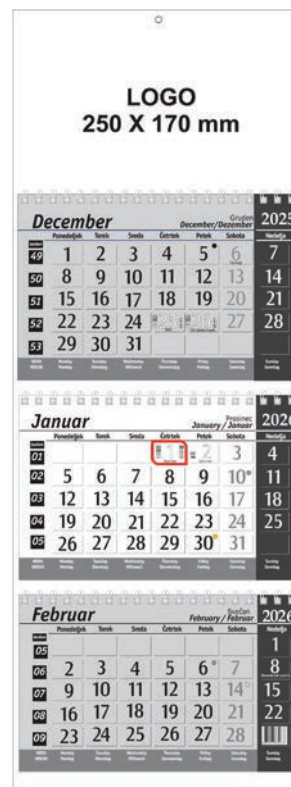 LOGO
250 X 170 mm
December
Gruden
December/Dezember
2025
Ponedeljek Torek Sreda Četrtek Petek Sobota Nedelja
49 1 2 3 4 5 6 7
50 8 9 10 11 12 13 14
51 15 16 17 18 19 20 21
52 22 23 24 25 26 27 28
53 29 30 31
Januar
Prosinec
January / Januar
2026
Ponedeljek Torek Sreda Četrtek Petek Sobota Nedelja
01 1 2 3 4
02 5 6 7 8 9 10 11
03 12 13 14 15 16 17 18
04 19 20 21 22 23 24 25
05 26 27 28 29 30 31
Februar
Svečan
February / Februar
2026
Ponedeljek Torek Sreda Četrtek Petek Sobota Nedelja
05 1
06 2 3 4 5 6 7 8
07 9 10 11 12 13 14 15
08 16 17 18 19 20 21 22
09 23 24 25 26 27 28